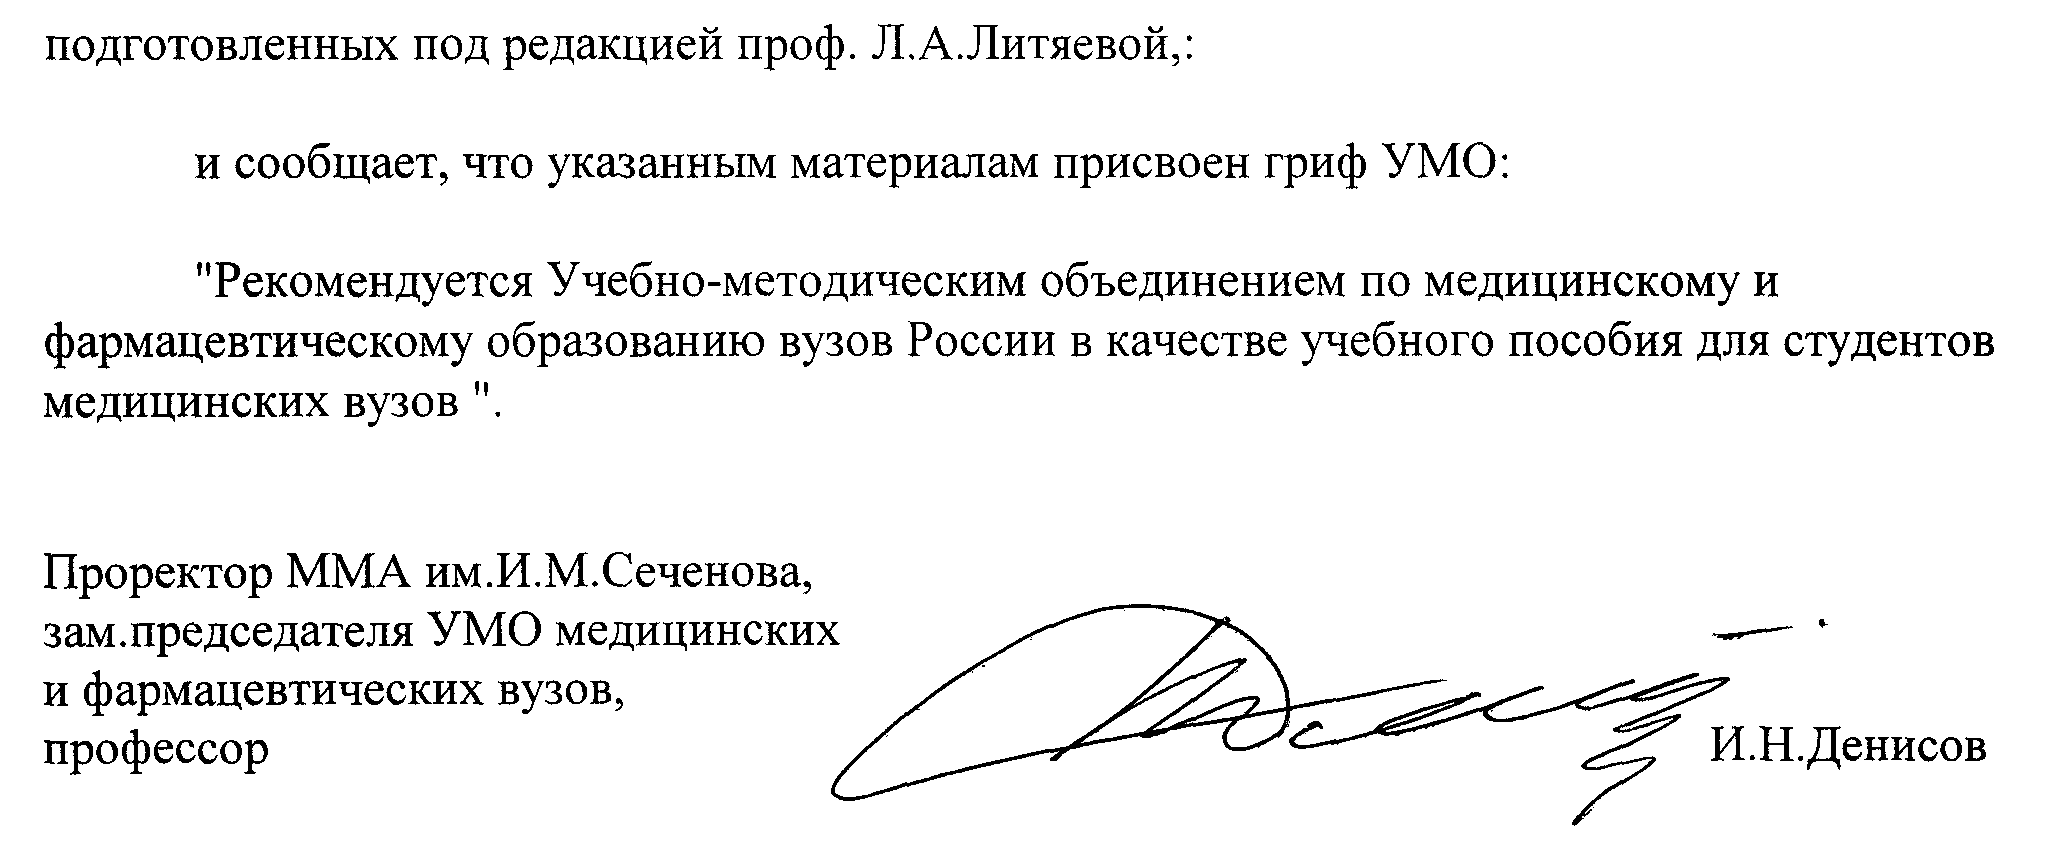 подготовленных под редакцией проф. Л.А.Литяевой,:
и сообщает, что указанным материалам присвоен гриф УМО:
"Рекомендуется Учебно-методическим объединением по медицинскому и
фармацевтическому образованию вузов России в качестве учебного пособия для студентов
медицинских вузов ".
Проректор ММА им.И.М.Сеченова,
зам.председателя УМО медицинских
и фармацевтических вузов,
профессор И.Н.Денисов